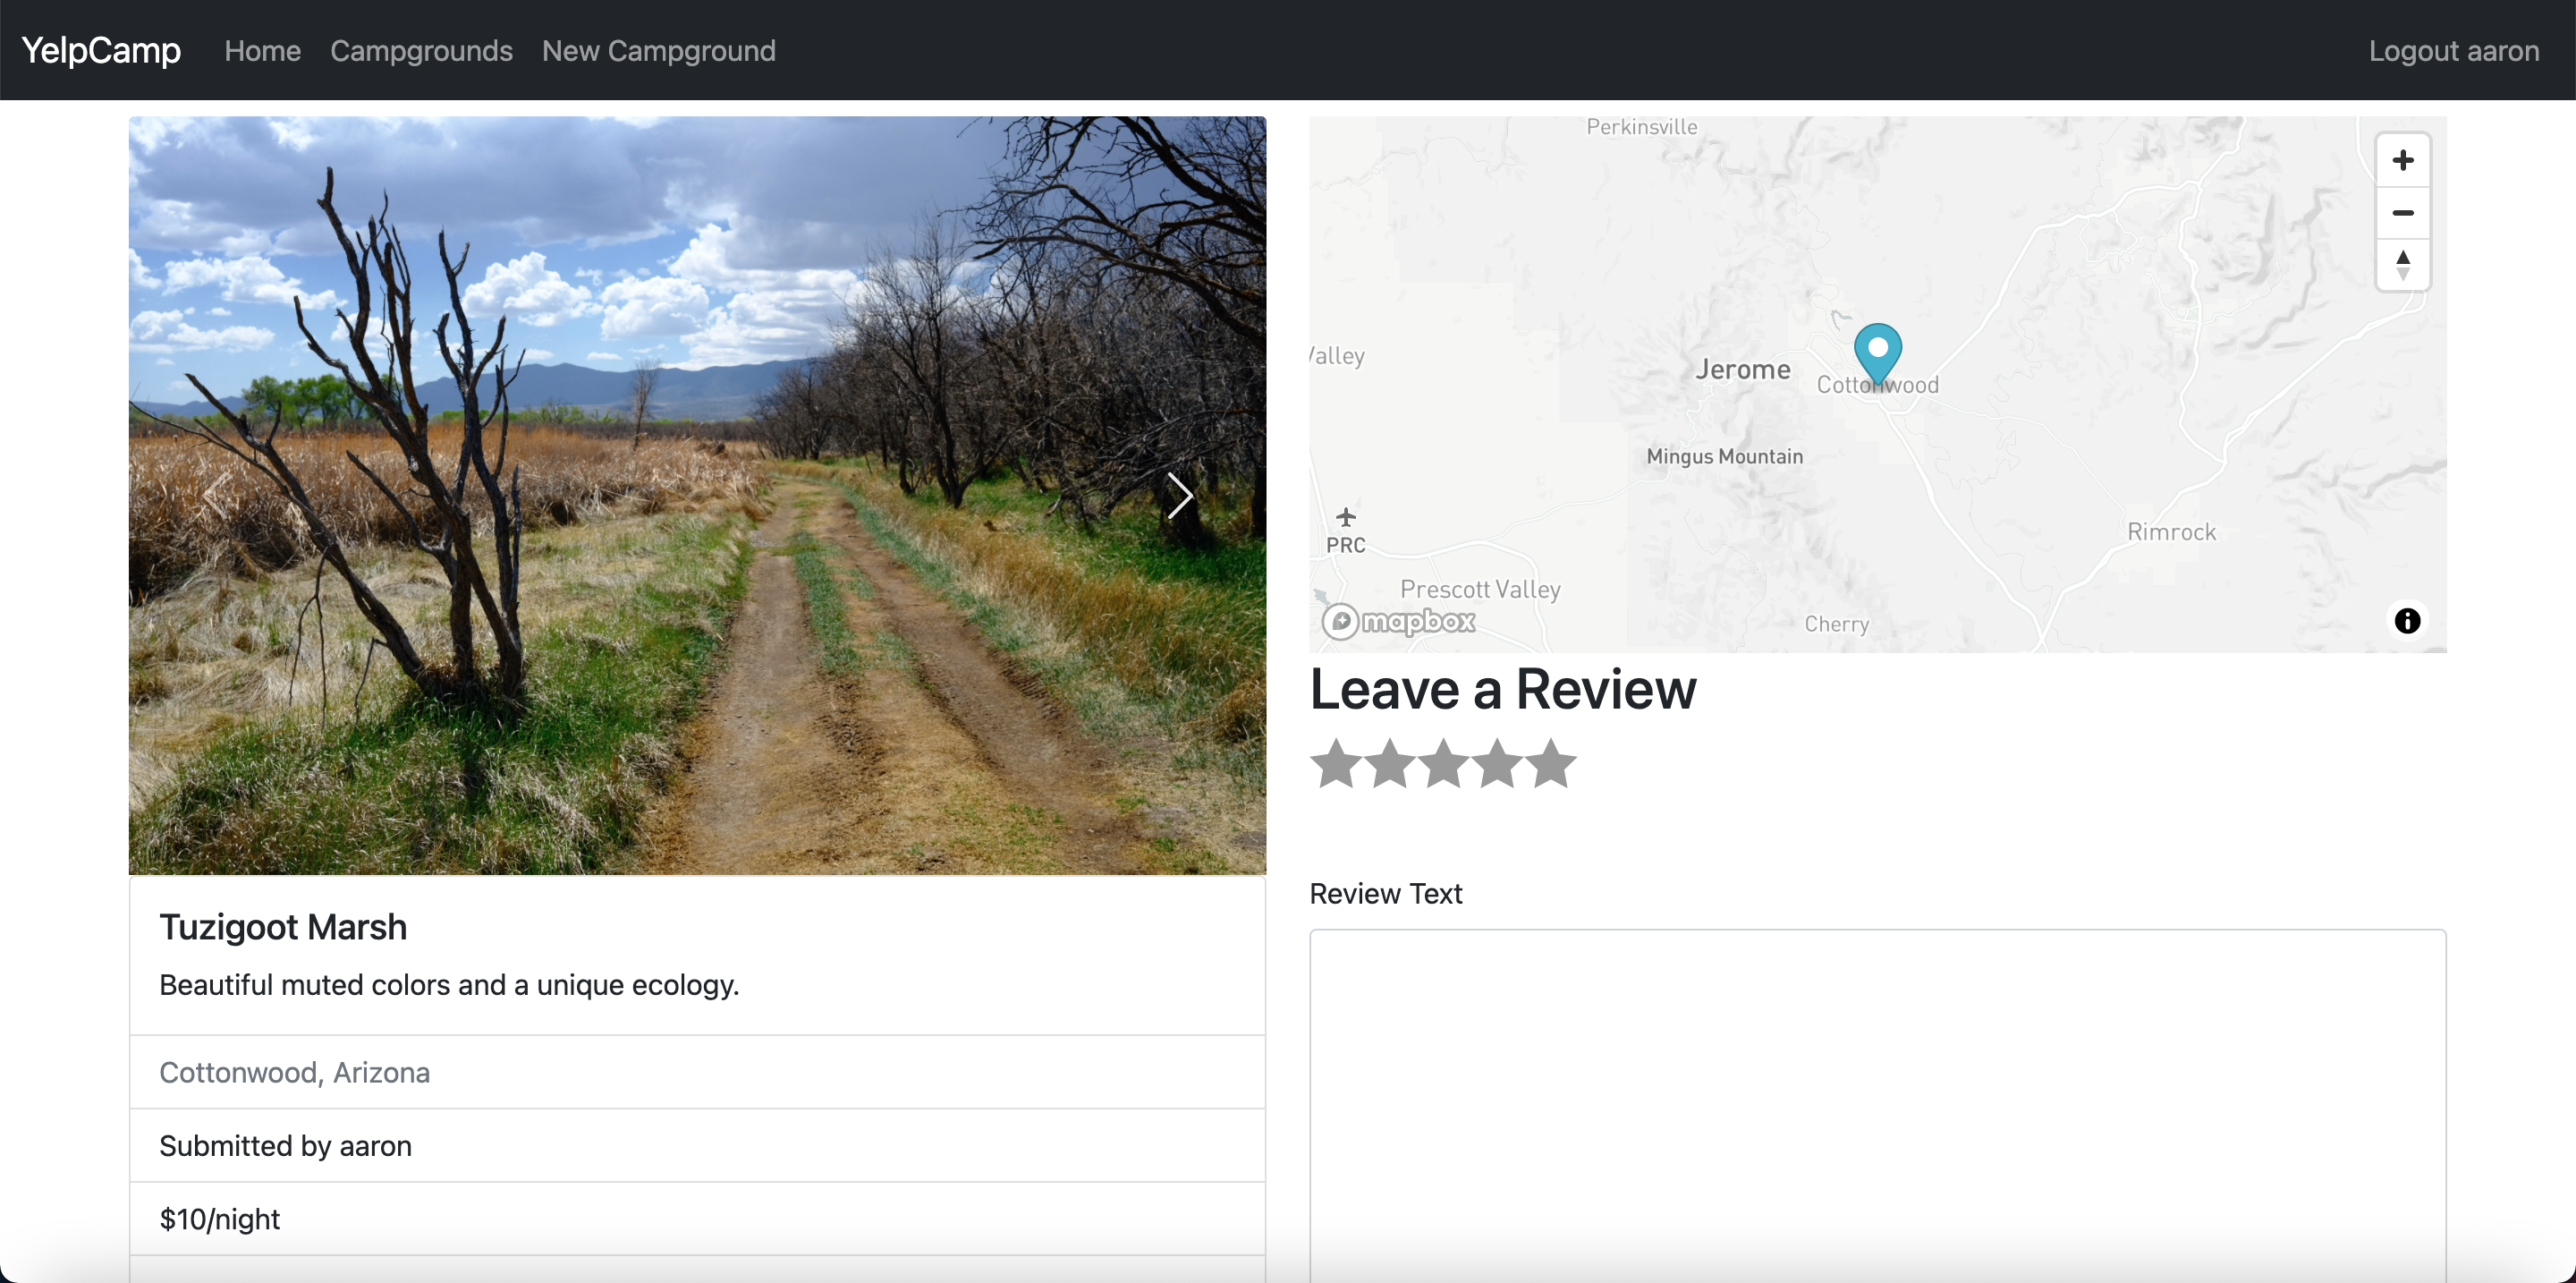 YelpCamp Home Campgrounds New Campground Logout aaron
Perkinsville
Valley
Jerome
Cottonwood
Mingus Mountain
PRC
Rimrock
Prescott Valley
mapbox
Cherry
Leave a Review
Review Text
Tuzigoot Marsh
Beautiful muted colors and a unique ecology.
Cottonwood, Arizona
Submitted by aaron
$10/night